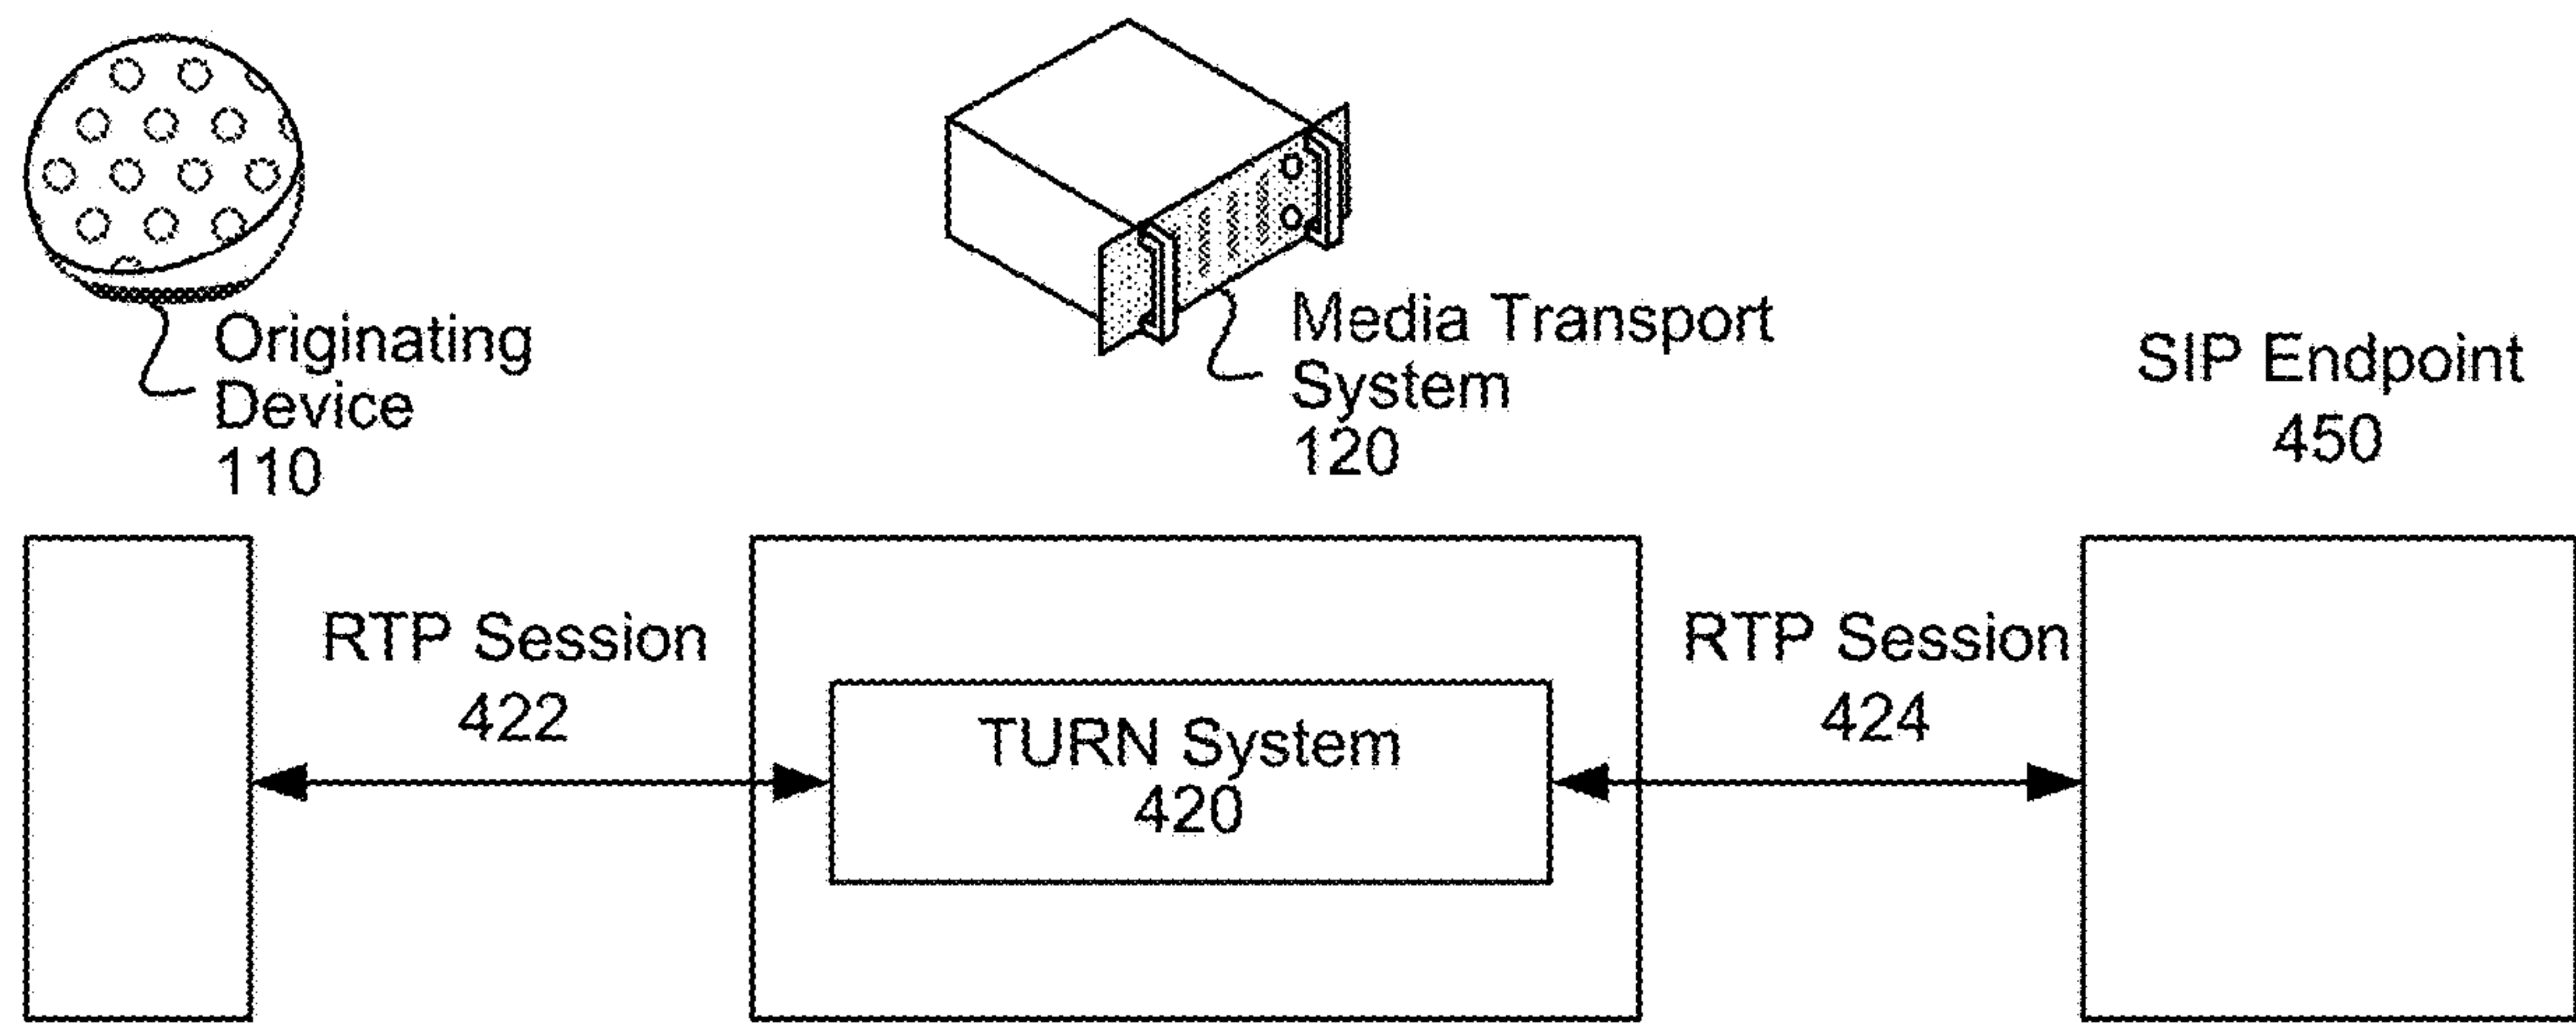 Originating
Device
110
Media Transport
System
120
SIP Endpoint
450
RTP Session
422
TURN System
420
RTP Session
424